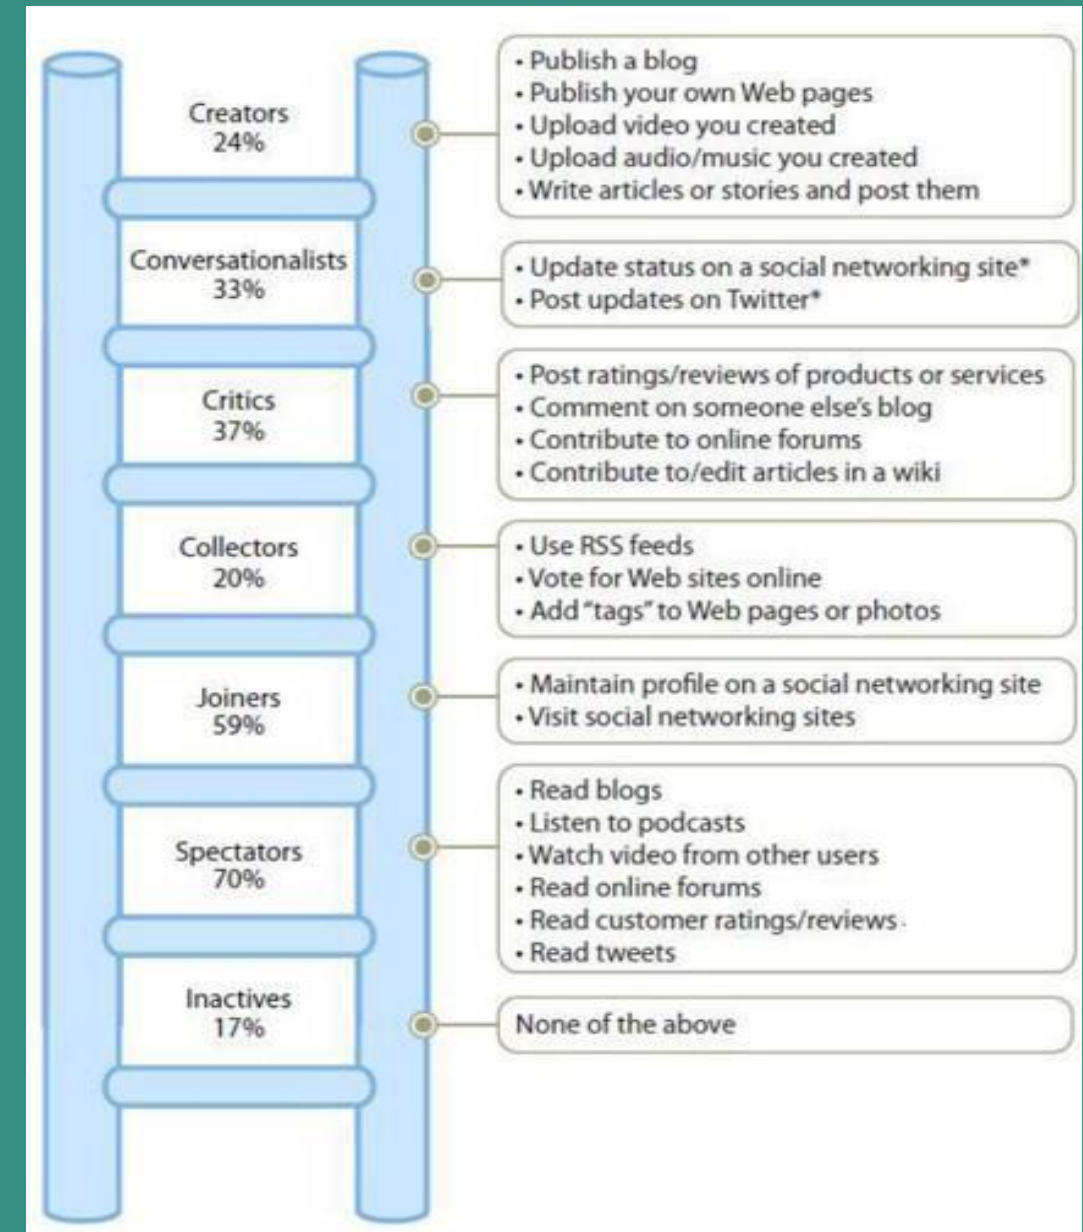 Creators
24%
• Publish a blog
• Publish your own Web pages
• Upload video you created
• Upload audio/music you created
• Write articles or stories and post them
Conversationalists
33%
• Update status on a social networking site*
• Post updates on Twitter*
Critics
37%
• Post ratings/reviews of products or services
• Comment on someone else's blog
• Contribute to online forums
• Contribute to/edit articles in a wiki
Collectors
20%
• Use RSS feeds
• Vote for Web sites online
• Add “tags” to Web pages or photos
Joiners
59%
• Maintain profile on a social networking site
• Visit social networking sites
Spectators
70%
• Read blogs
• Listen to podcasts
• Watch video from other users
• Read online forums
• Read customer ratings/reviews
• Read tweets
Inactives
17%
None of the above